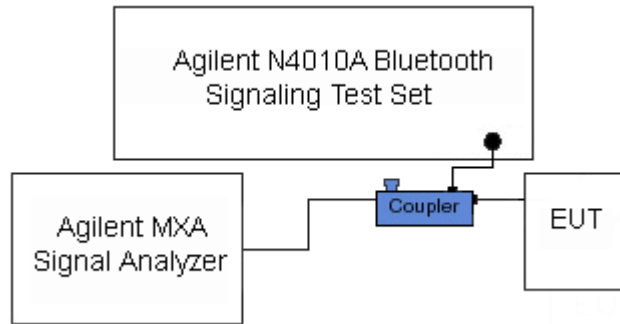 Agilent N4010A Bluetooth
Signaling Test Set
Coupler
Agilent MXA
Signal Analyzer
EUT